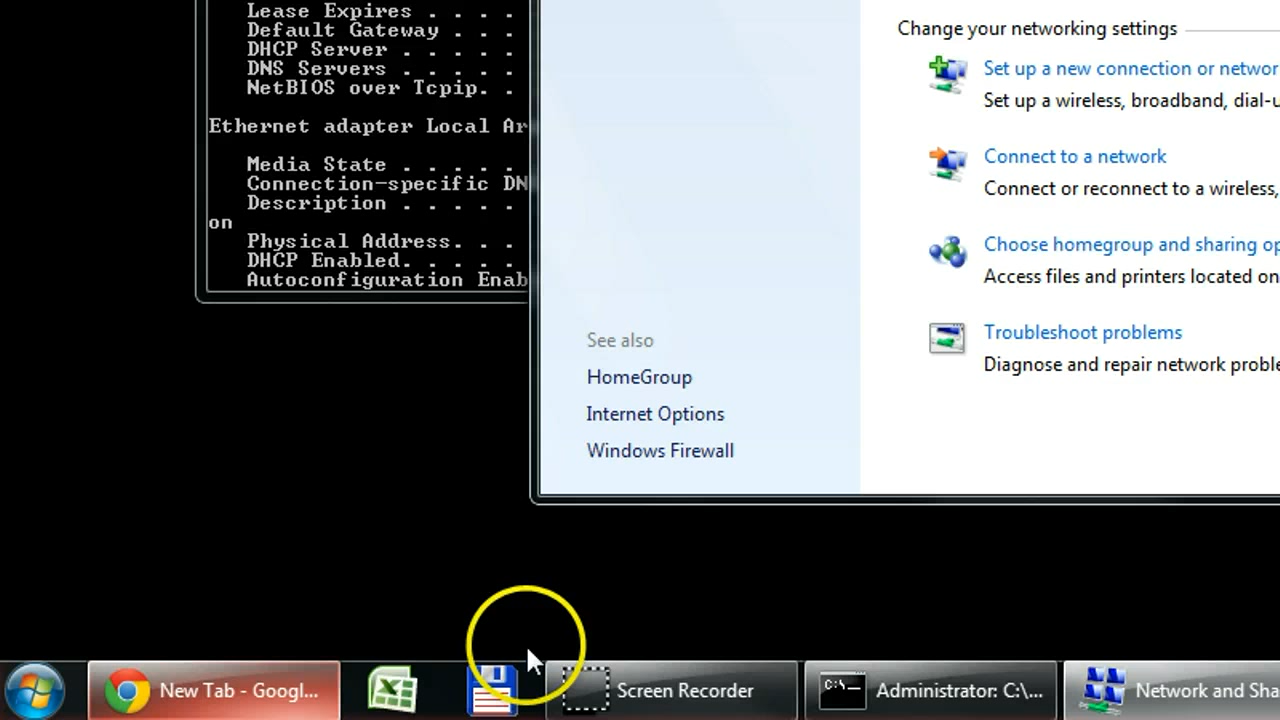 Lease Expires . . . .
Default Gateway . . .
DHCP Server . . . . .
DNS Servers . . . . .
NetBIOS over Tcpip. .
Ethernet adapter Local Ar
Media State . . . . .
Connection-specific DN
Description . . . . .
on
Physical Address. . .
DHCP Enabled. . . . .
Autoconfiguration Enab
Change your networking settings
Set up a new connection or networ
Set up a wireless, broadband, dial-u
Connect to a network
Connect or reconnect to a wireless,
Choose homegroup and sharing op
Access files and printers located on
Troubleshoot problems
Diagnose and repair network proble
See also
HomeGroup
Internet Options
Windows Firewall
New Tab - Googl...
Screen Recorder
C:\
Administrator: C:\...
Network and Sha